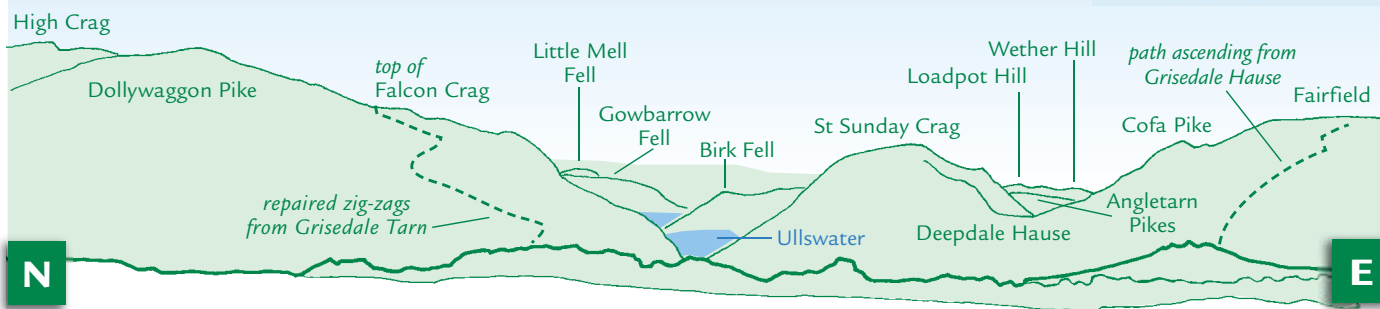 High Crag
Dollywaggon Pike
top of
Falcon Crag
repaired zig-zags
from Grisedale Tarn
Little Mell
Fell
Gowbarrow
Fell
Birk Fell
Ullswater
St Sunday Crag
Loadpot Hill
Wether Hill
Deepdale Hause
Angletarn
Pikes
Cofa Pike
path ascending from
Grisedale Hause
Fairfield
N
E